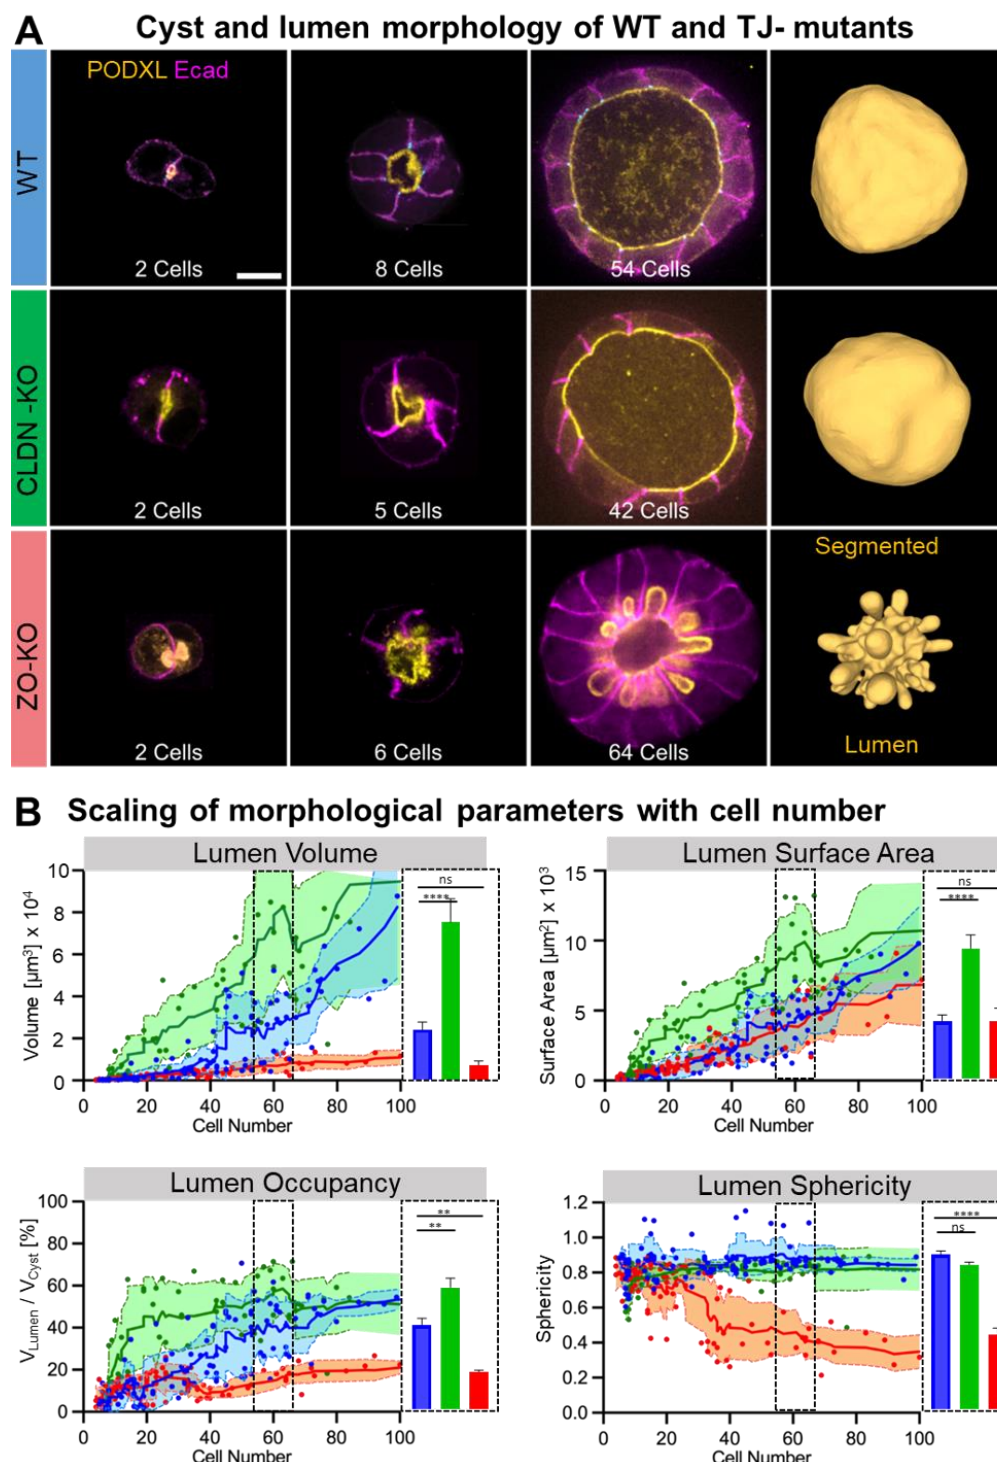 A Cyst and lumen morphology of WT and TJ- mutants
WT
PODXL Ecad
2 Cells
8 Cells
54 Cells
CLDN -KO
2 Cells
5 Cells
42 Cells
ZO-KO
2 Cells
6 Cells
64 Cells
Segmented
Lumen
B Scaling of morphological parameters with cell number
Lumen Volume
Volume [µm³] x 10⁴
10
8
6
4
2
0
0 20 40 60 80 100
Cell Number
ns
****
Lumen Surface Area
Surface Area [µm²] x 10³
15
10
5
0
0 20 40 60 80 100
Cell Number
ns
****
Lumen Occupancy
VLumen / VCyst [%]
100
80
60
40
20
0
0 20 40 60 80 100
Cell Number
**
**
Lumen Sphericity
Sphericity
1.2
1.0
0.8
0.6
0.4
0.2
0.0
0 20 40 60 80 100
Cell Number
****
ns